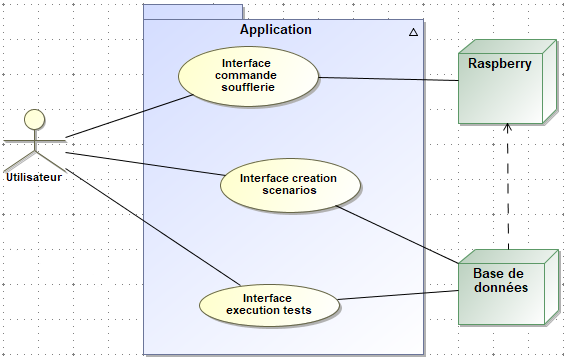 Application
Interface
commande
soufflerie
Raspberry
Utilisateur
Interface creation
scenarios
Base de
données
Interface
execution tests